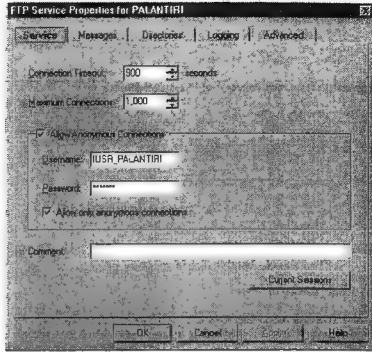 FTP Service Properties for PALANTIRI
Service Messages Directories Logging Advanced
Connection Timeout: 900 seconds
Maximum Connections: 1,000
Allow Anonymous Connections
Username: IUSR_PALANTIRI
Password: ******
Allow only anonymous connections
Comment:
Current Sessions
OK Cancel Apply Help